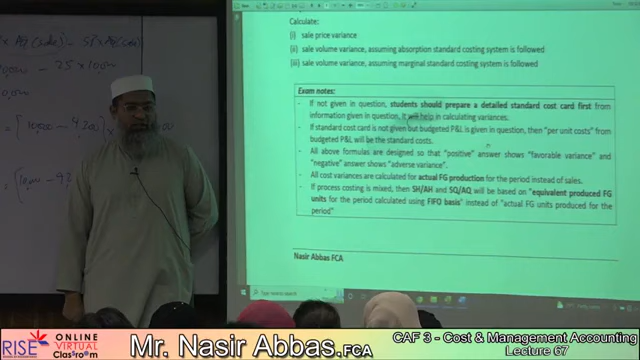 Calculate:
(i) sale price variance
(ii) sale volume variance, assuming absorption standard costing system is followed
(iii) sale volume variance, assuming marginal standard costing system is followed
Exam notes:
- If not given in question, students should prepare a detailed standard cost card first from
information given in question, it will help in calculating variances.
- If standard cost card is not given but budgeted P&L is given in question, then "per unit costs" from
budgeted P&L will be the standard costs.
- All above formulas are designed so that "positive" answer shows favorable variance and
"negative" answer shows "adverse variance".
- All cost variances are calculated for actual FG production for the period instead of sales.
- If process costing is mixed, then SH/AH and SQ/AQ will be based on "equivalent produced FG
units for the period calculated using FIFO basis" instead of "actual FG units produced for the
period"
Nasir Abbas FCA
Type here to search
RISE
ONLINE
VIRTUAL
Classroom
Mr. Nasir Abbas.FCA
CAF 3 - Cost & Management Accounting
Lecture 67